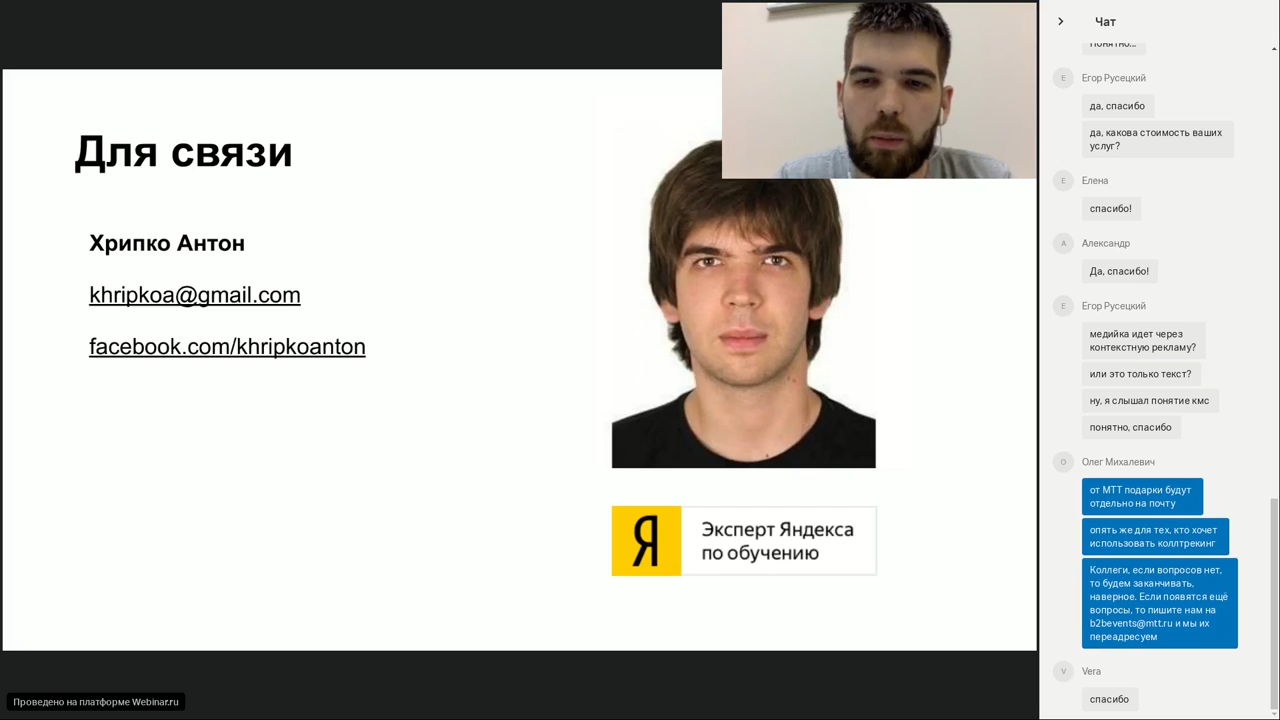 Для связи
Хрипко Антон
khripkoa@gmail.com
facebook.com/khripkoanton
Я
Эксперт Яндекса
по обучению
Проведено на платформе Webinar.ru
Чат
Понятно...
Е
Егор Русецкий
да, спасибо
да, какова стоимость ваших
услуг?
Е
Елена
спасибо!
А
Александр
Да, спасибо!
Е
Егор Русецкий
медийка идет через
контекстную рекламу?
или это только текст?
ну, я слышал понятие кмс
понятно, спасибо
О
Олег Михалевич
от МТТ подарки будут
отдельно на почту
опять же для тех, кто хочет
использовать коллтрекинг
Коллеги, если вопросов нет,
то будем заканчивать,
наверное. Если появятся ещё
вопросы, то пишите нам на
b2bevents@mtt.ru и мы их
переадресуем
V
Vera
спасибо